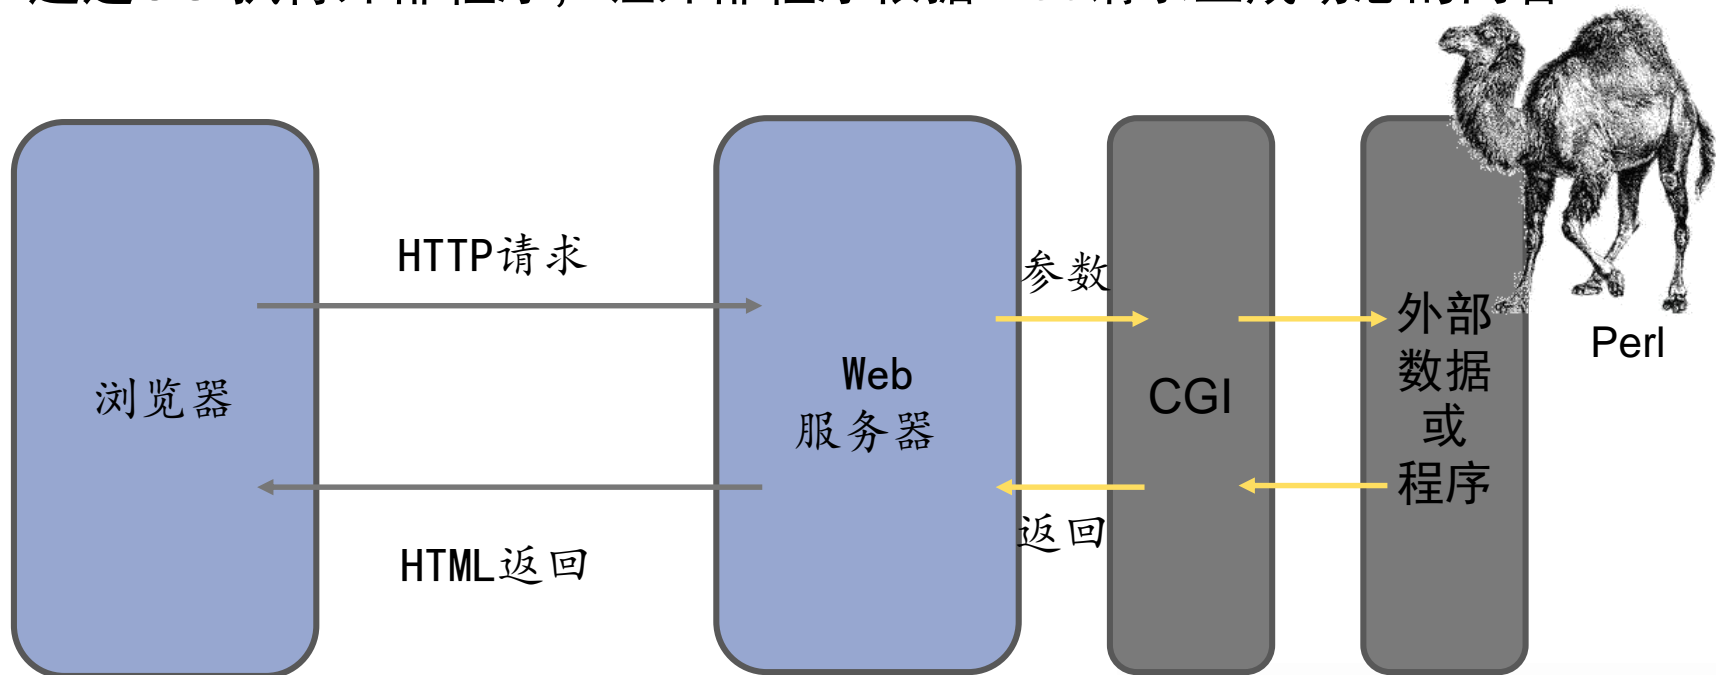 HTTP请求
参数
外部
数据
或
程序
Perl
Web
服务器
浏览器
CGI
返回
HTML返回